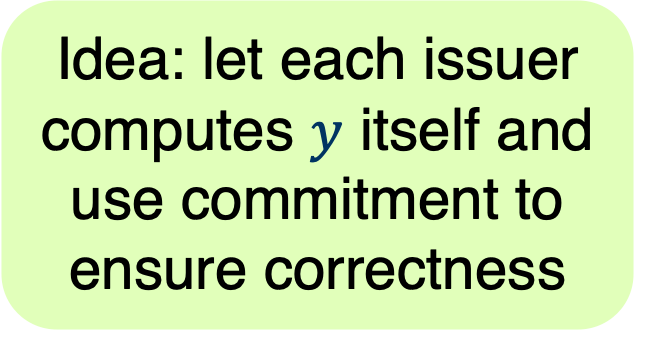 Idea: let each issuer
computes y itself and
use commitment to
ensure correctness